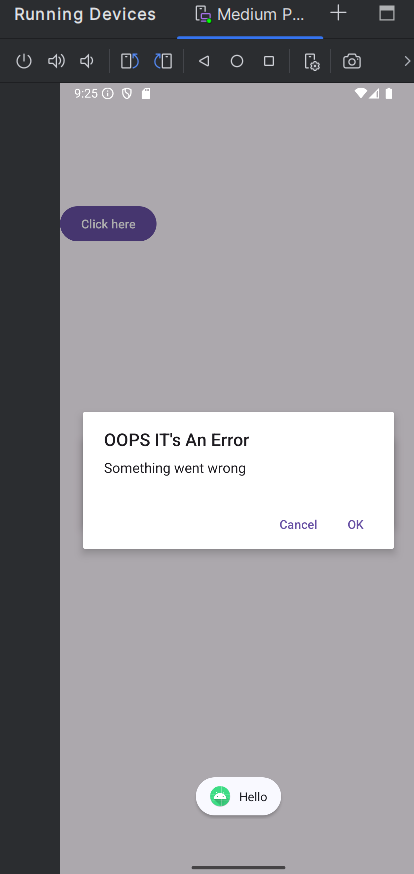 Running Devices
Medium P...
9:25
Click here
OOPS IT's An Error
Something went wrong
Cancel
OK
Hello